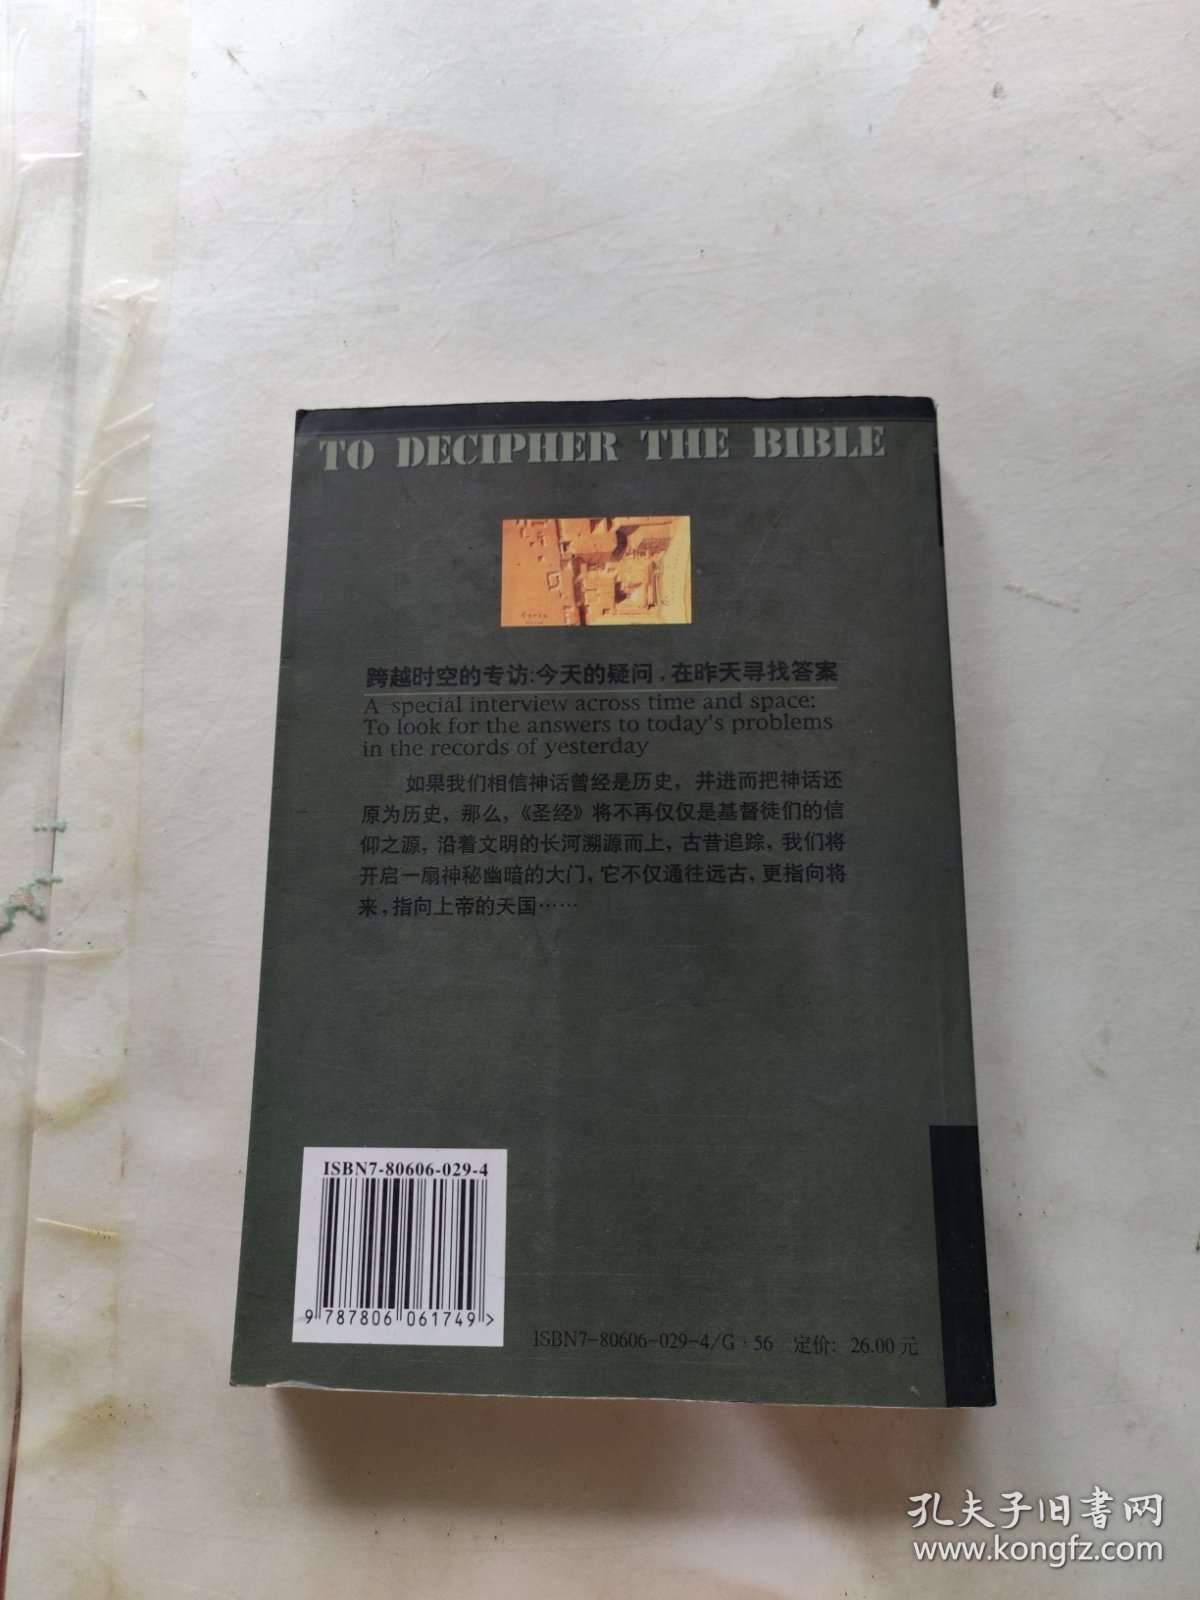 TO DECIPHER THE BIBLE
跨越时空的专访:今天的疑问,在昨天寻找答案
A special interview across time and space:
To look for the answers to today's problems
in the records of yesterday
如果我们相信神话曾经是历史，并进而把神话还
原为历史，那么，《圣经》将不再仅仅是基督徒们的信
仰之源，沿着文明的长河溯源而上，古昔追踪，我们将
开启一扇神秘幽暗的大门，它不仅通往远古，更指向将
来，指向上帝的天国……
ISBN7-80606-029-4
9 787806 061749 >
ISBN7-80606-029-4/G·56 定价: 26.00元
孔夫子旧书网
www.kongfz.com